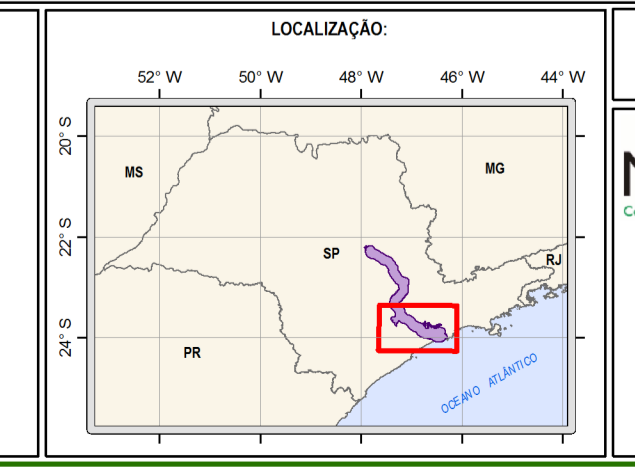 LOCALIZAÇÃO:
52° W 50° W 48° W 46° W 44° W
20° S
MS
MG
22° S
SP
RJ
24° S
PR
OCEANO ATLÂNTICO